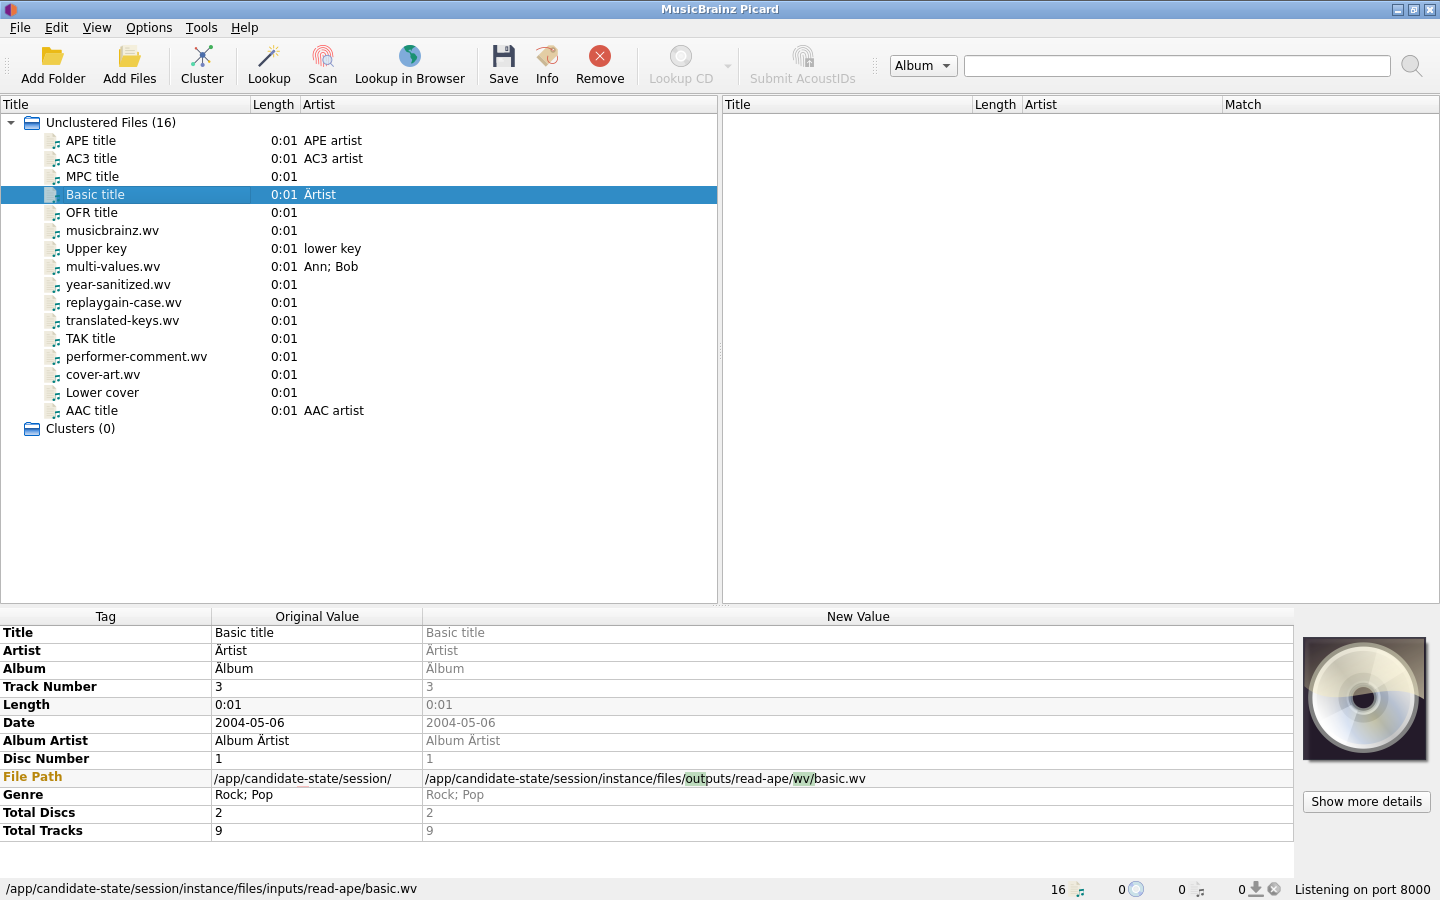 MusicBrainz Picard
File Edit View Options Tools Help
Add Folder Add Files Cluster Lookup Scan Lookup in Browser Save Info Remove Lookup CD Submit AcoustIDs Album
Title Length Artist
Title Length Artist Match
Unclustered Files (16)
APE title 0:01 APE artist
AC3 title 0:01 AC3 artist
MPC title 0:01
Basic title 0:01 Ärtist
OFR title 0:01
musicbrainz.wv 0:01
Upper key 0:01 lower key
multi-values.wv 0:01 Ann; Bob
year-sanitized.wv 0:01
replaygain-case.wv 0:01
translated-keys.wv 0:01
TAK title 0:01
performer-comment.wv 0:01
cover-art.wv 0:01
Lower cover 0:01
AAC title 0:01 AAC artist
Clusters (0)
Tag Original Value New Value
Title Basic title Basic title
Artist Ärtist Ärtist
Album Älbum Älbum
Track Number 3 3
Length 0:01 0:01
Date 2004-05-06 2004-05-06
Album Artist Album Ärtist Album Ärtist
Disc Number 1 1
File Path /app/candidate-state/session/ /app/candidate-state/session/instance/files/outputs/read-ape/wv/basic.wv
Genre Rock; Pop Rock; Pop
Total Discs 2 2
Total Tracks 9 9
Show more details
/app/candidate-state/session/instance/files/inputs/read-ape/basic.wv 16 0 0 0 Listening on port 8000